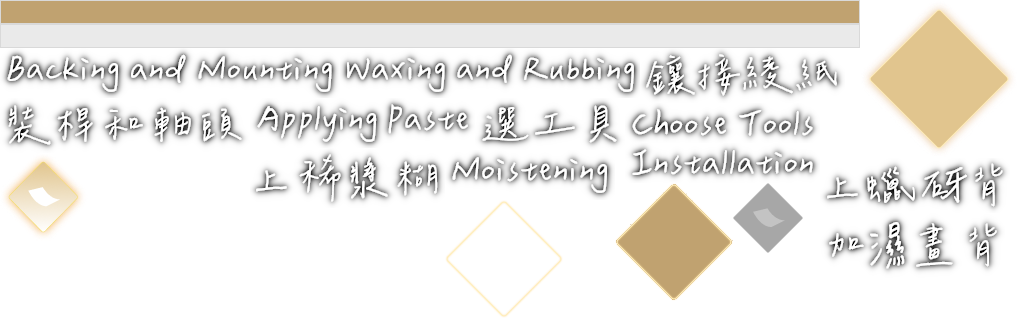 Backing and Mounting Waxing and Rubbing 鑲接綾紙
裝桿和軸頭 Applying Paste 選工具 Choose Tools
上稀漿糊 Moistening Installation
上蠟砑背
加濕畫背